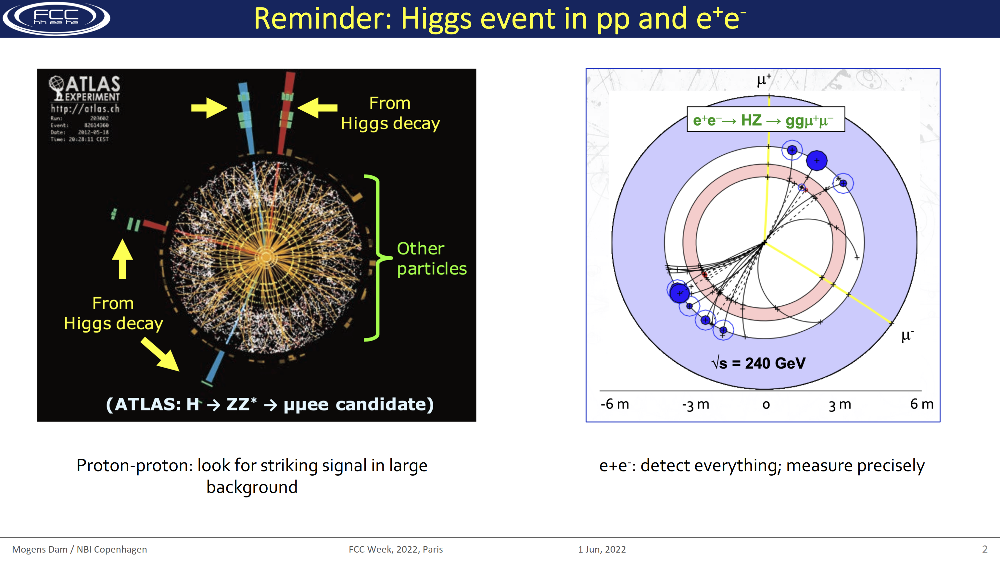 FCC
hh ee he
Reminder: Higgs event in pp and e⁺e⁻
ATLAS
EXPERIMENT
http://atlas.ch
Run: 203602
Event: 82614360
Date: 2012-05-18
Time: 20:28:11 CEST
From
Higgs decay
Other
particles
From
Higgs decay
(ATLAS: H → ZZ* → μμee candidate)
μ⁺
e⁺e⁻→ HZ → ggμ⁺μ⁻
μ⁻
√s = 240 GeV
-6 m -3 m 0 3 m 6 m
Proton-proton: look for striking signal in large
background
e+e⁻: detect everything; measure precisely
Mogens Dam / NBI Copenhagen FCC Week, 2022, Paris 1 Jun, 2022 2